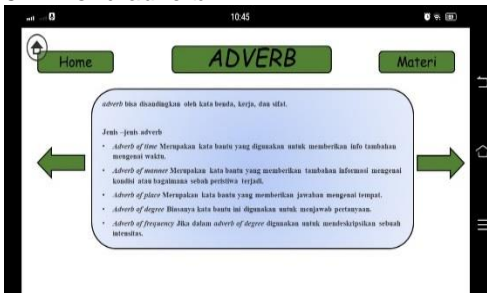 10:45
Home
ADVERB
Materi
adverb bisa disandingkan oleh kata benda, kerja, dan sifat.
Jenis –jenis adverb
• Adverb of time Merupakan kata bantu yang digunakan untuk memberikan info tambahan
mengenai waktu.
• Adverb of manner Merupakan kata bantu yang memberikan tambahan informasi mengenai
kondisi atau bagaimana sebab peristiwa terjadi.
• Adverb of place Merupakan kata bantu yang memberikan jawaban mengenai tempat.
• Adverb of degree Biasanya kata bantu ini digunakan untuk menjawab pertanyaan.
• Adverb of frequency Jika dalam adverb of degree digunakan untuk mendeskripsikan sebuah
intensitas.